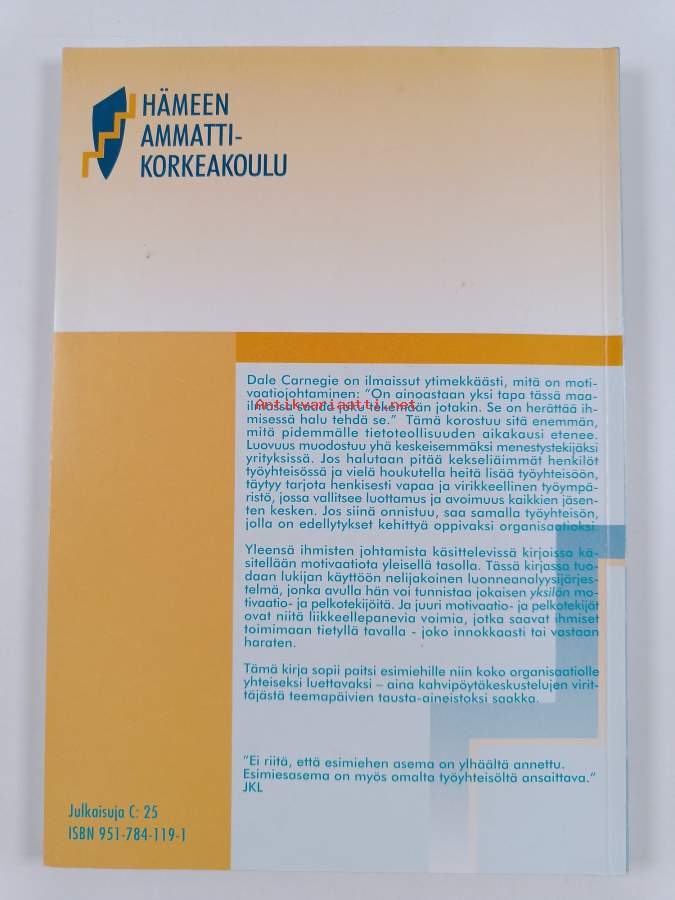 HÄMEEN
AMMATTI-
KORKEAKOULU
Dale Carnegie on ilmaissut ytimekkäästi, mitä on moti-
vaatiojohtaminen: "On ainoastaan yksi tapa tässä maa-
ilmassa saada joku tekemään jotakin. Se on herättää ih-
Antikvariaatti.net
misessä halu tehdä se." Tämä korostuu sitä enemmän,
mitä pidemmälle tietoteollisuuden aikakausi etenee.
Luovuus muodostuu yhä keskeisemmäksi menestystekijäksi
yrityksissä. Jos halutaan pitää kekseliäimmät henkilöt
työyhteisössä ja vielä houkutella heitä lisää työyhteisöön,
täytyy tarjota henkisesti vapaa ja virikkeellinen työympä-
ristö, jossa vallitsee luottamus ja avoimuus kaikkien jäsen-
ten kesken. Jos siinä onnistuu, saa samalla työyhteisön,
jolla on edellytykset kehittyä oppivaksi organisaatioksi.
Yleensä ihmisten johtamista käsittelevissä kirjoissa kä-
sitellään motivaatiota yleisellä tasolla. Tässä kirjassa tuo-
daan lukijan käyttöön nelijakoinen luonneanalyysijärjes-
telmä, jonka avulla hän voi tunnistaa jokaisen yksilön mo-
tivaatio- ja pelkotekijöitä. Ja juuri motivaatio- ja pelkotekijät
ovat niitä liikkeellepanevia voimia, jotka saavat ihmiset
toimimaan tietyllä tavalla - joko innokkaasti tai vastaan
haraten.
Tämä kirja sopii paitsi esimiehille niin koko organisaatiolle
yhteiseksi luettavaksi – aina kahvipöytäkeskustelujen virit-
täjästä teemapäivien tausta-aineistoksi saakka.
"Ei riitä, että esimiehen asema on ylhäältä annettu.
Esimiesasema on myös omalta työyhteisöltä ansaittava."
JKL
Julkaisuja C: 25
ISBN 951-784-119-1